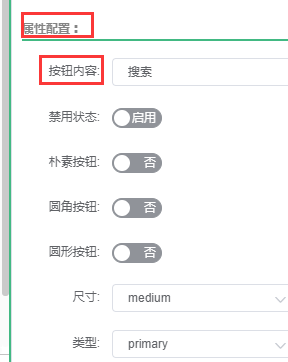 属性配置：
按钮内容: 搜索
禁用状态: 启用
朴素按钮: 否
圆角按钮: 否
圆形按钮: 否
尺寸: medium
类型: primary